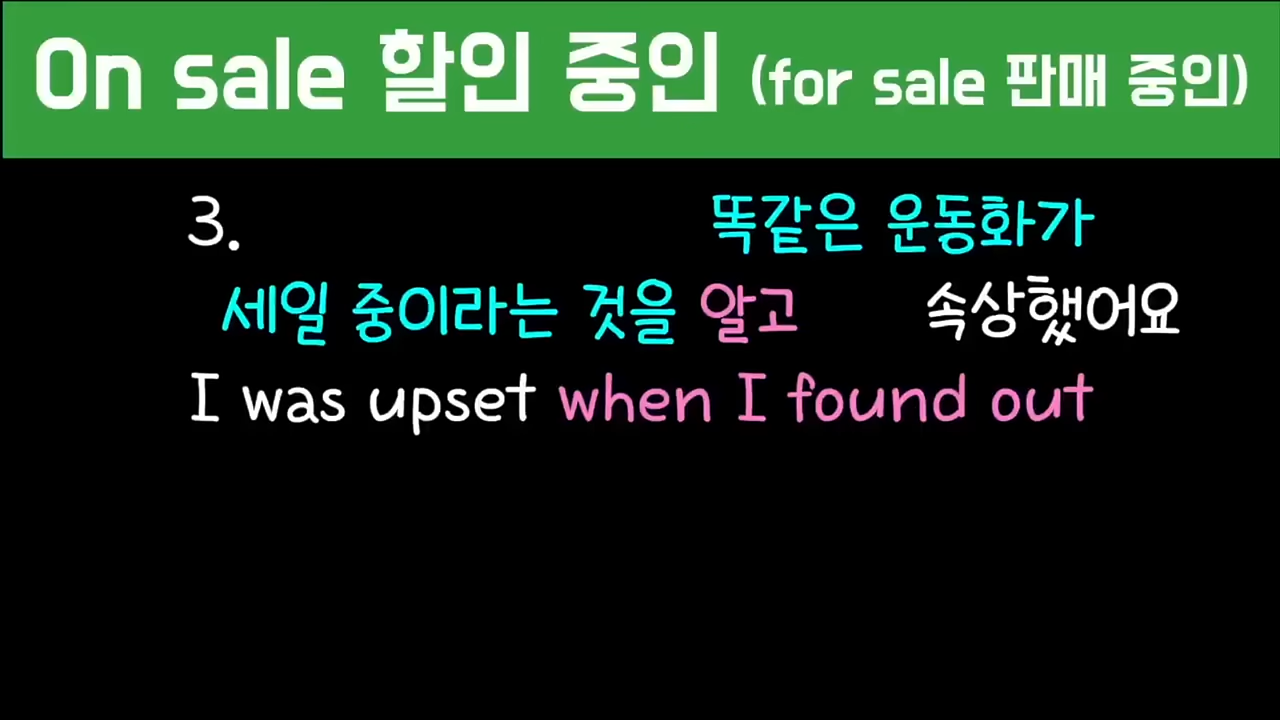 On sale 할인 중인 (for sale 판매 중인)
3. 똑같은 운동화가
세일 중이라는 것을 알고 속상했어요
I was upset when I found out